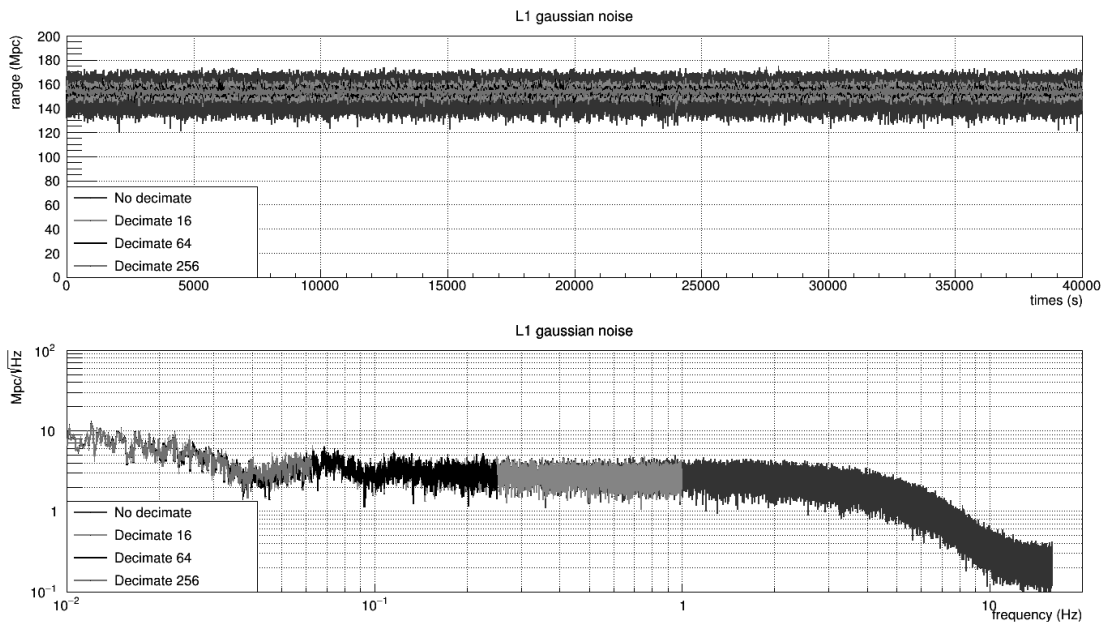 L1 gaussian noise
range (Mpc)
200
180
160
140
120
100
80
60
40
20
0
No decimate
Decimate 16
Decimate 64
Decimate 256
0 5000 10000 15000 20000 25000 30000 35000 40000
times (s)
L1 gaussian noise
Mpc/√Hz
10²
10
1
10⁻¹
No decimate
Decimate 16
Decimate 64
Decimate 256
10⁻² 10⁻¹ 1 10
frequency (Hz)